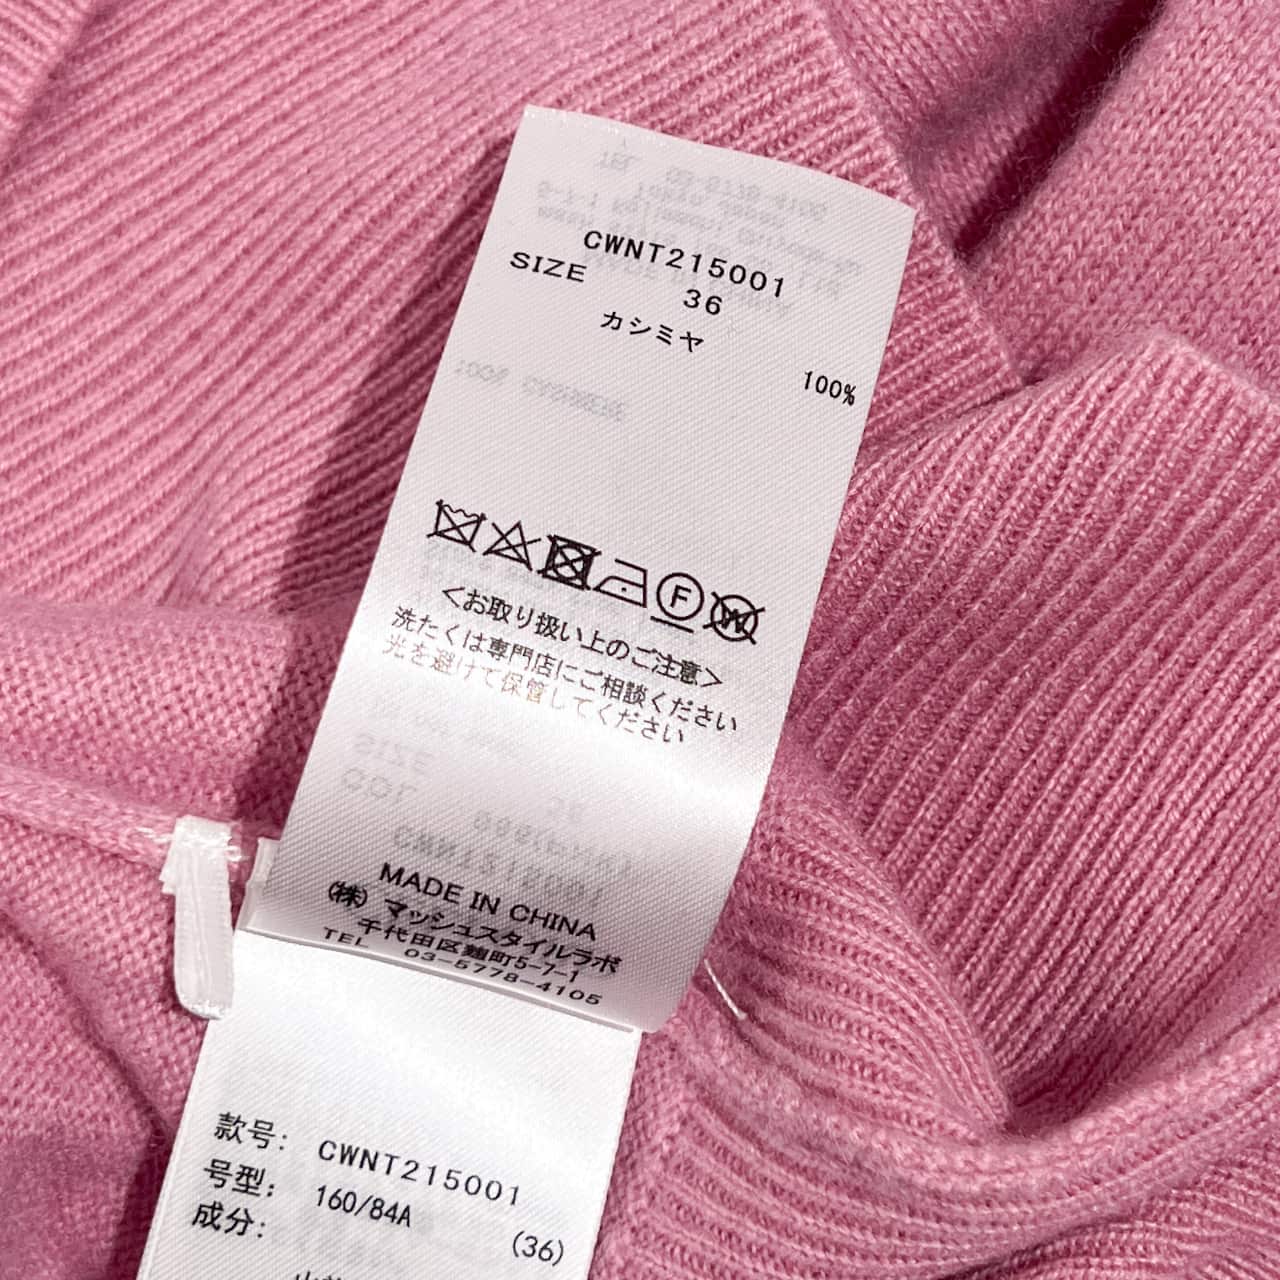 CWNT215001
SIZE 36
カシミヤ
100%
F
W
<お取り扱い上のご注意>
洗たくは専門店にご相談ください
光を避けて保管してください
MADE IN CHINA
(株) マッシュスタイルラボ
千代田区麹町5-7-1
TEL 03-5778-4105
款号: CWNT215001
号型: 160/84A
(36)
成分: